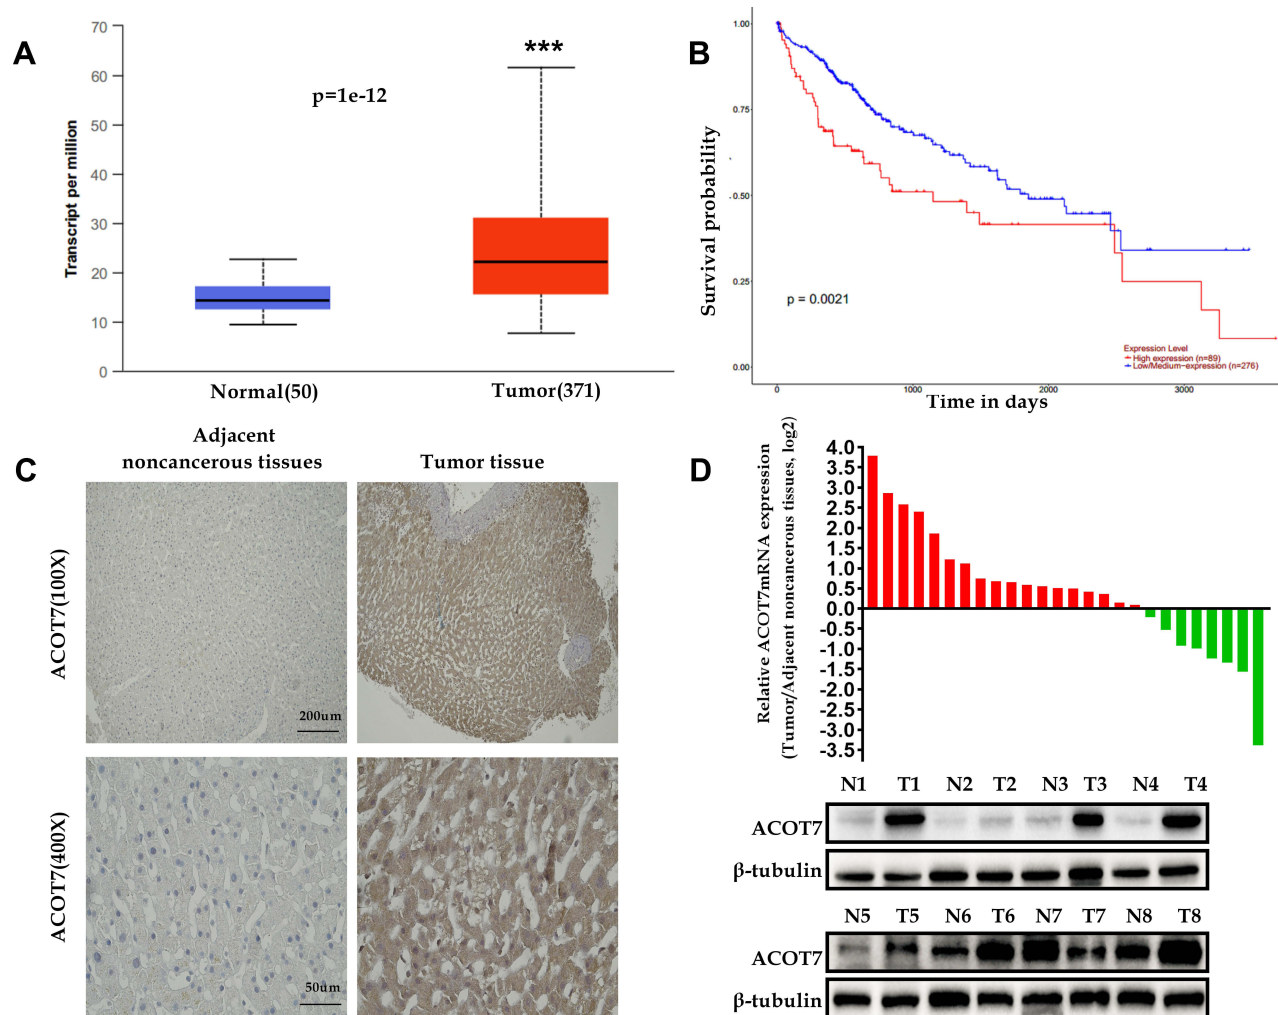 A
70
60
50
40
30
20
10
0
Transcript per million
p=1e-12
***
Normal(50)
Tumor(371)
B
1.00
0.75
0.50
0.25
0.00
Survival probability
p = 0.0021
Expression Level
High expression (n=89)
Low/Medium-expression (n=276)
0
1000
2000
3000
Time in days
C
Adjacent
noncancerous tissues
Tumor tissue
ACOT7(100X)
200um
ACOT7(400X)
50um
D
Relative ACOT7mRNA expression
(Tumor/Adjacent noncancerous tissues, log2)
4.0
3.5
3.0
2.5
2.0
1.5
1.0
0.5
0.0
-0.5
-1.0
-1.5
-2.0
-2.5
-3.0
-3.5
N1 T1 N2 T2 N3 T3 N4 T4
ACOT7
β-tubulin
N5 T5 N6 T6 N7 T7 N8 T8
ACOT7
β-tubulin